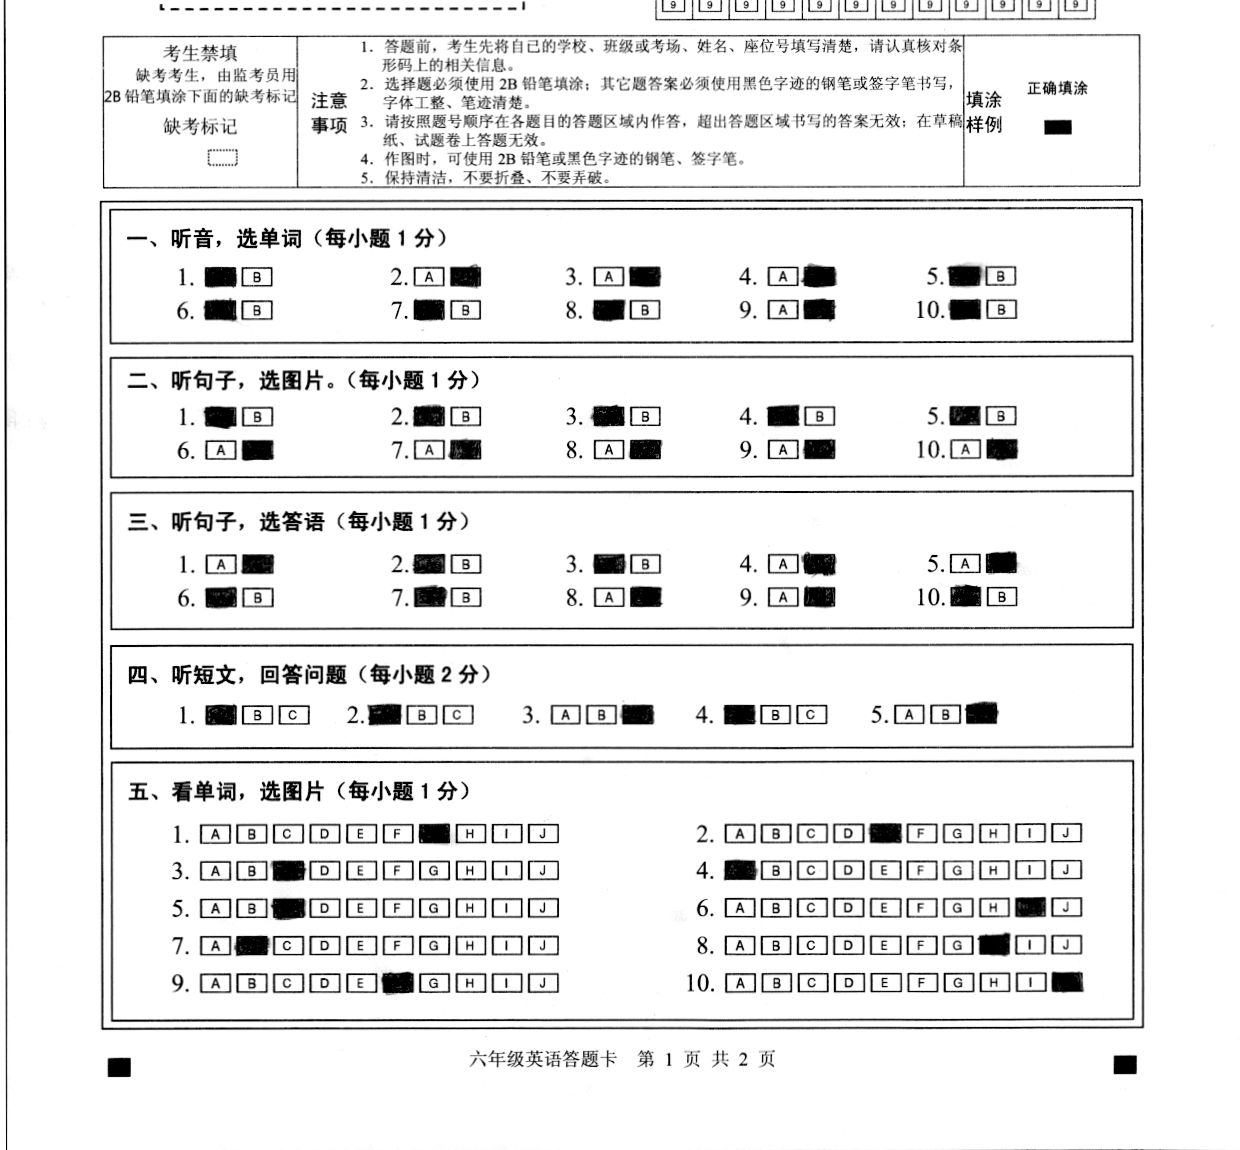 9 9 9 9 9 9 9 9 9 9 9 9
考生禁填
缺考考生，由监考员用
2B 铅笔填涂下面的缺考标记
缺考标记
注意
事项
1. 答题前，考生先将自已的学校、班级或考场、姓名、座位号填写清楚，请认真核对条
形码上的相关信息。
2. 选择题必须使用 2B 铅笔填涂；其它题答案必须使用黑色字迹的钢笔或签字笔书写，
字体工整、笔迹清楚。
3. 请按照题号顺序在各题目的答题区域内作答，超出答题区域书写的答案无效；在草稿
纸、试题卷上答题无效。
4. 作图时，可使用 2B 铅笔或黑色字迹的钢笔、签字笔。
5. 保持清洁，不要折叠、不要弄破。
填涂
样例
正确填涂
一、听音，选单词（每小题 1 分）
1. B 2. A 3. A 4. A 5. B
6. B 7. B 8. B 9. A 10. B
二、听句子，选图片。（每小题 1 分）
1. B 2. B 3. B 4. B 5. B
6. A 7. A 8. A 9. A 10. A
三、听句子，选答语（每小题 1 分）
1. A 2. B 3. B 4. A 5. A
6. B 7. B 8. A 9. A 10. B
四、听短文，回答问题（每小题 2 分）
1. B C 2. B C 3. A B 4. B C 5. A B
五、看单词，选图片（每小题 1 分）
1. A B C D E F H I J 2. A B C D F G H I J
3. A B D E F G H I J 4. B C D E F G H I J
5. A B D E F G H I J 6. A B C D E F G H J
7. A C D E F G H I J 8. A B C D E F G I J
9. A B C D E G H I J 10. A B C D E F G H I
六年级英语答题卡 第 1 页 共 2 页